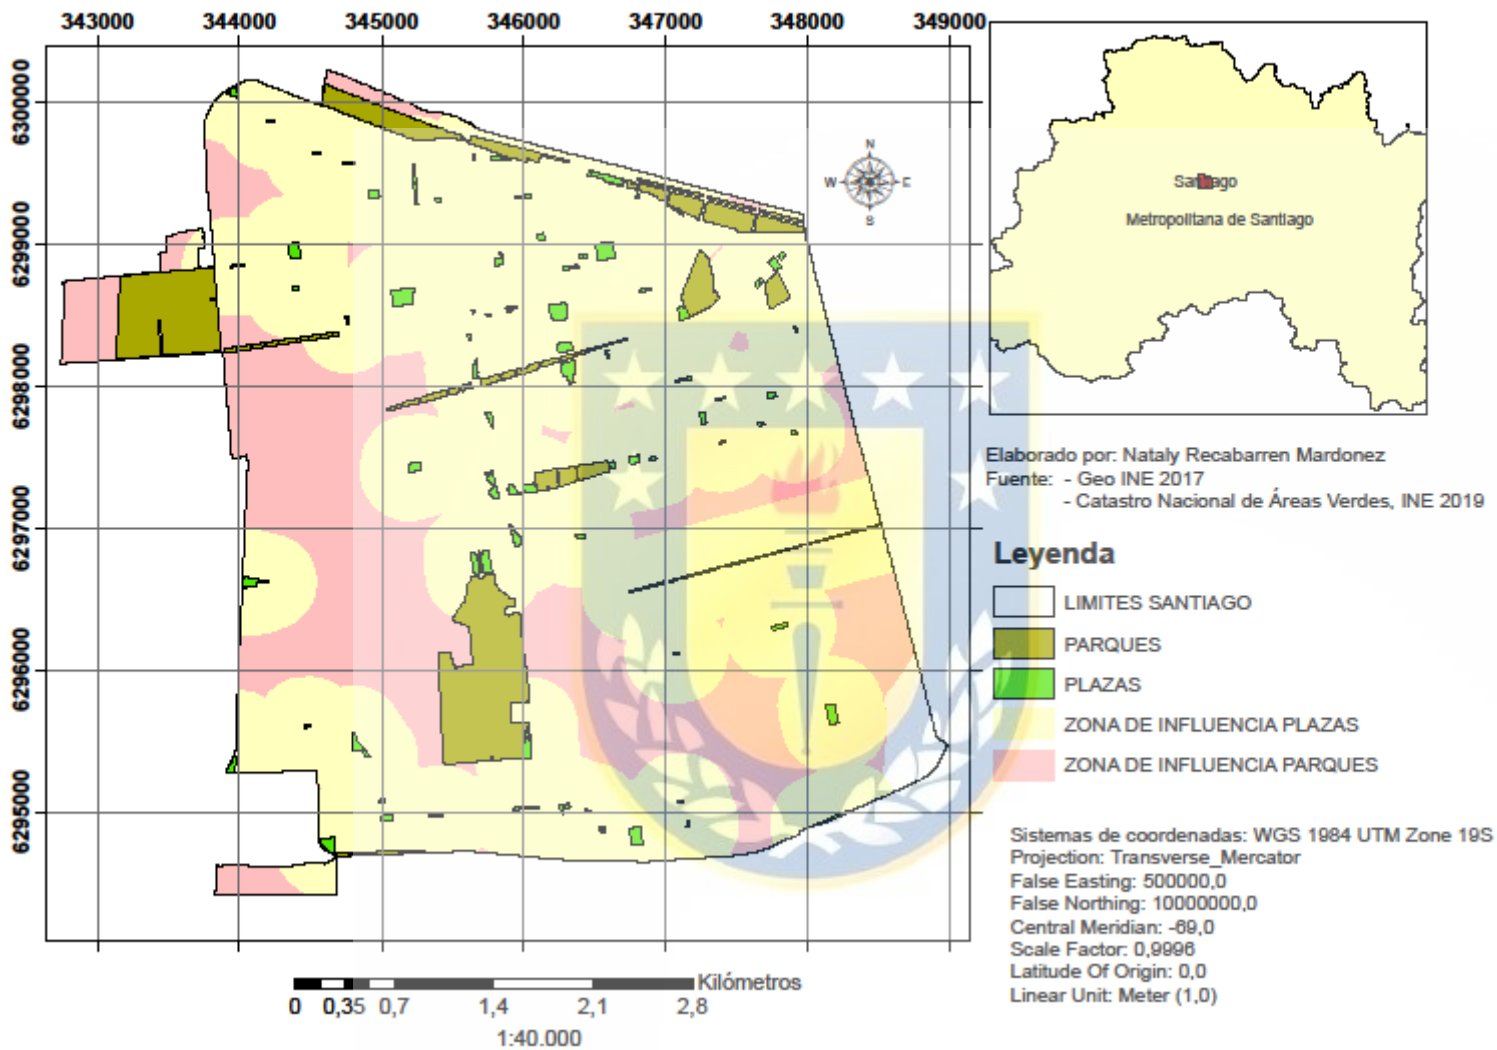 343000 344000 345000 346000 347000 348000 349000
6300000
6299000
6298000
6297000
6296000
6295000
N
W E
S
Santiago
Metropolitana de Santiago
Elaborado por: Nataly Recabarren Mardonez
Fuente: - Geo INE 2017
- Catastro Nacional de Áreas Verdes, INE 2019
Leyenda
LIMITES SANTIAGO
PARQUES
PLAZAS
ZONA DE INFLUENCIA PLAZAS
ZONA DE INFLUENCIA PARQUES
Sistemas de coordenadas: WGS 1984 UTM Zone 19S
Projection: Transverse_Mercator
False Easting: 500000,0
False Northing: 10000000,0
Central Meridian: -69,0
Scale Factor: 0,9996
Latitude Of Origin: 0,0
Linear Unit: Meter (1,0)
Kilómetros
0 0,35 0,7 1,4 2,1 2,8
1:40.000